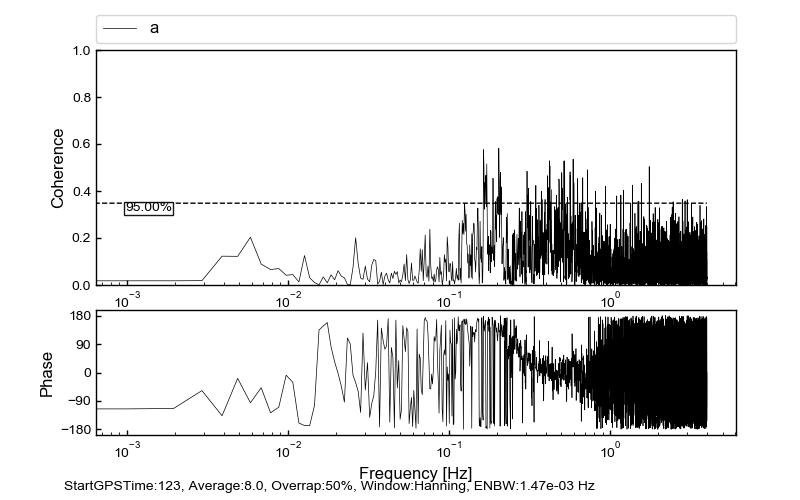 a
1.0
0.8
0.6
0.4
0.2
0.0
Coherence
95.00%
10⁻³ 10⁻² 10⁻¹ 10⁰
180
90
0
−90
−180
Phase
10⁻³ 10⁻² 10⁻¹ 10⁰
Frequency [Hz]
StartGPSTime:123, Average:8.0, Overrap:50%, Window:Hanning, ENBW:1.47e-03 Hz